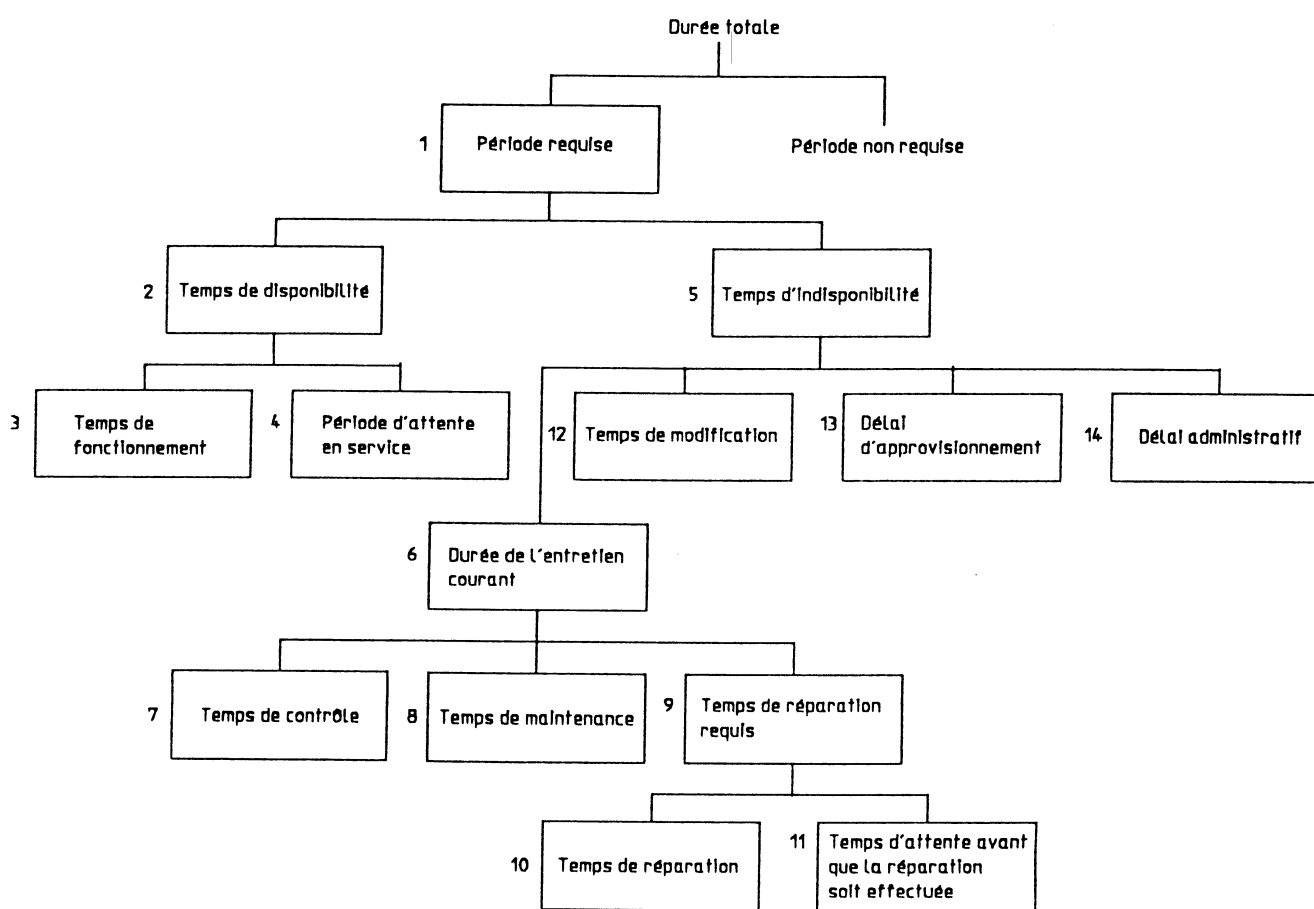 Durée totale
1
Période requise
Période non requise
2
Temps de disponibilité
5
Temps d'indisponibilité
3
Temps de
fonctionnement
4
Période d'attente
en service
12
Temps de modification
13
Délai
d'approvisionnement
14
Délai administratif
6
Durée de l'entretien
courant
7
Temps de contrôle
8
Temps de maintenance
9
Temps de réparation
requis
10
Temps de réparation
11
Temps d'attente avant
que la réparation
soit effectuée